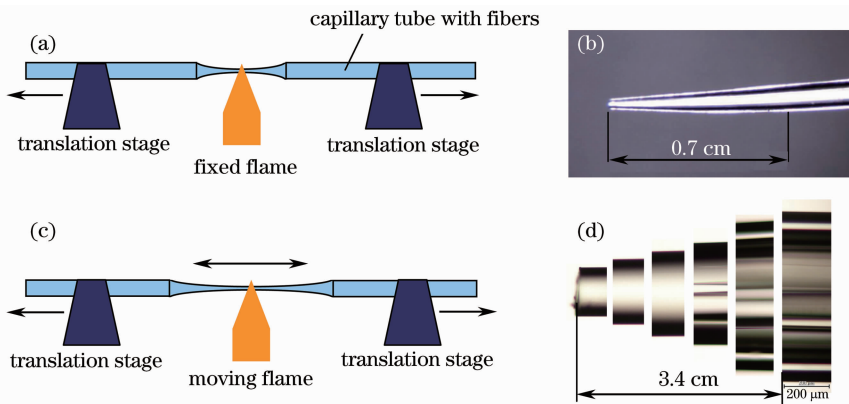 capillary tube with fibers
(a)
translation stage
translation stage
fixed flame
(b)
0.7 cm
(c)
translation stage
translation stage
moving flame
(d)
3.4 cm
200 μm